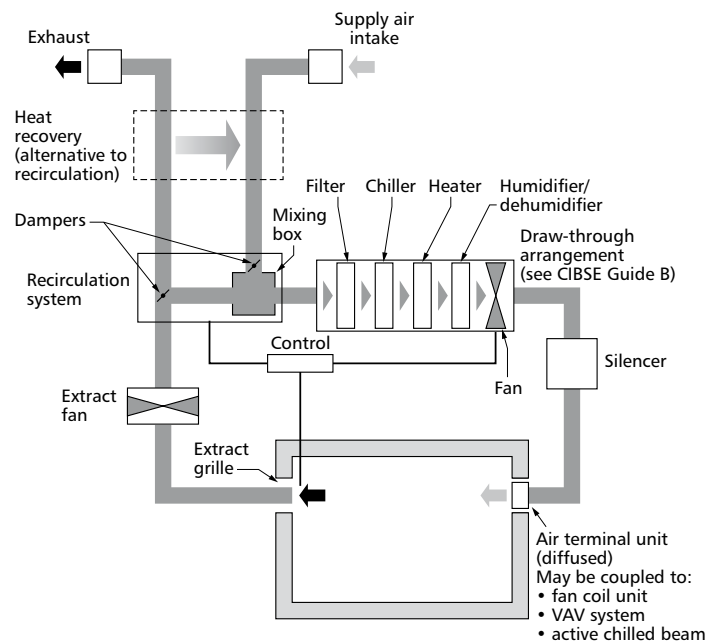 Exhaust
Supply air
intake
Heat
recovery
(alternative to
recirculation)
Filter
Chiller
Heater
Humidifier/
dehumidifier
Dampers
Mixing
box
Draw-through
arrangement
(see CIBSE Guide B)
Recirculation
system
Control
Fan
Silencer
Extract
fan
Extract
grille
Air terminal unit
(diffused)
May be coupled to:
• fan coil unit
• VAV system
• active chilled beam